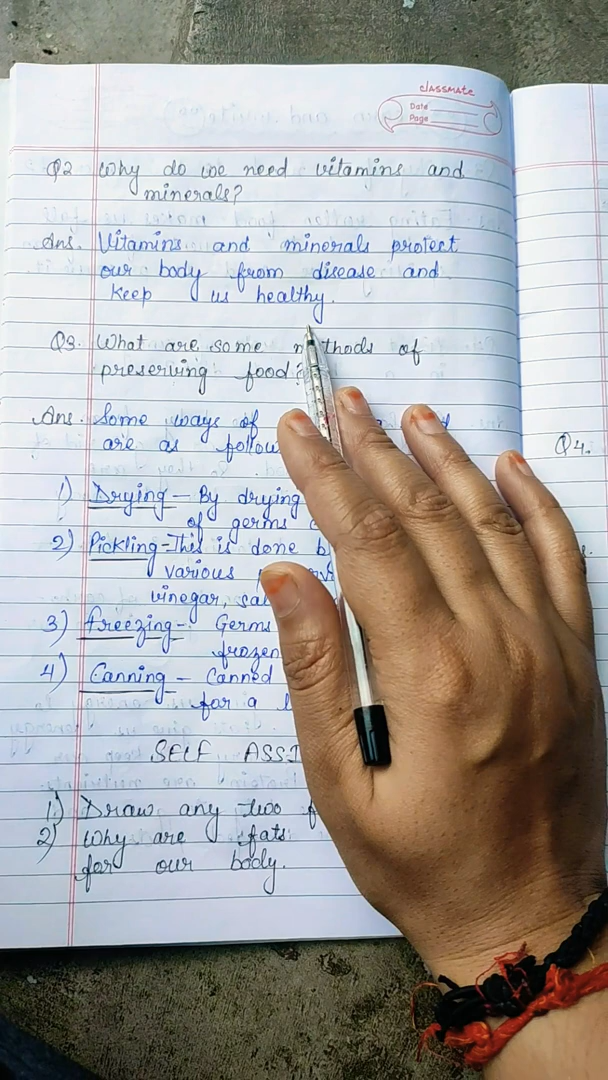 classmate
Date
Page
Q2 Why do we need vitamins and
minerals?
Ans. Vitamins and minerals protect
our body from disease and
keep us healthy.
Q3. What are some methods of
preserving food?
Ans. Some ways of
are as
1) Drying - By drying
of germs
2) Pickling - This is done
various
vinegar,
3) freezing - Germs
frozen
4) Canning - Canned
for a
SELF
1) Draw any two
2) Why are fats
for our body.
Q4.